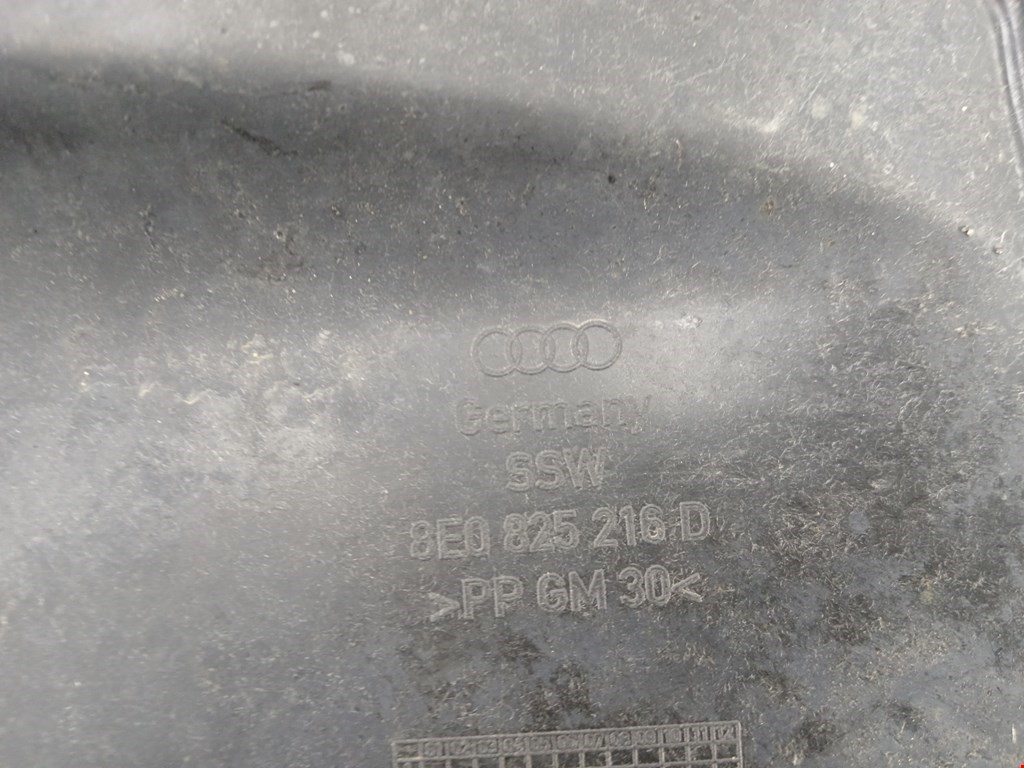 Germany
SSW
8E0 825 216 D
>PP GM 30<